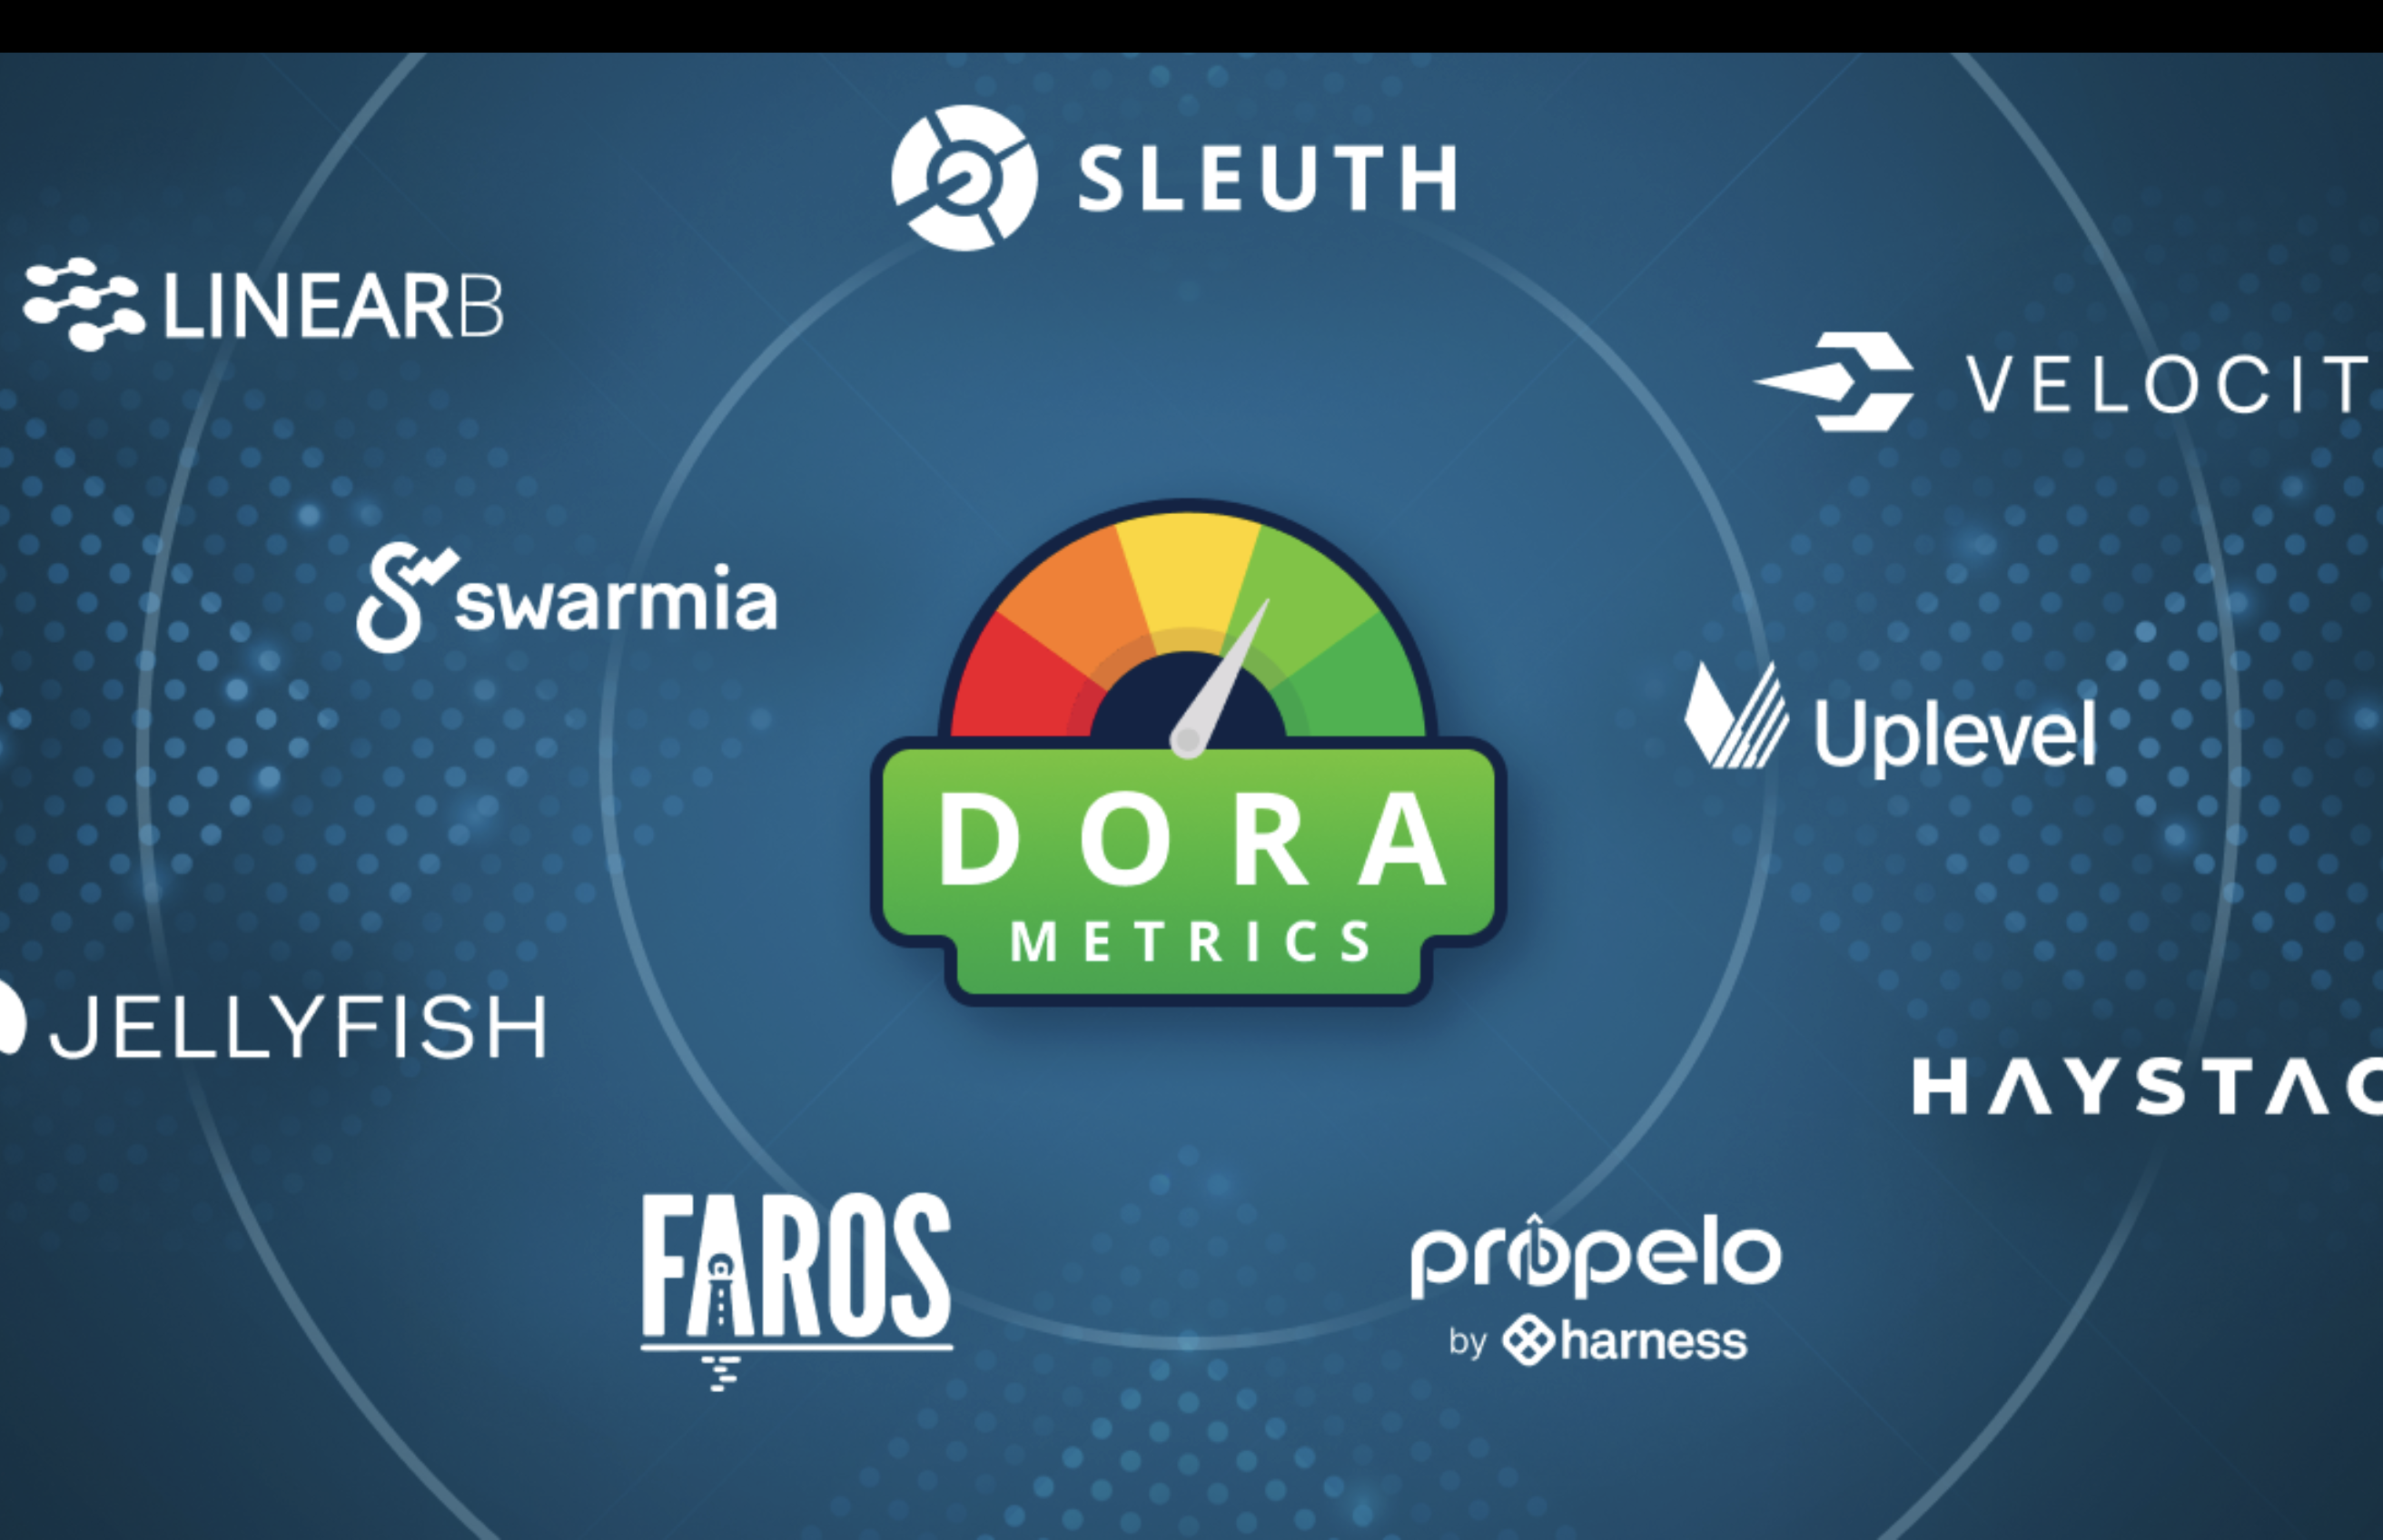 SLEUTH
LINEARB
VELOCIT
swarmia
Uplevel
DORA
METRICS
JELLYFISH
HAYSTAC
FAROS
propelo
by harness